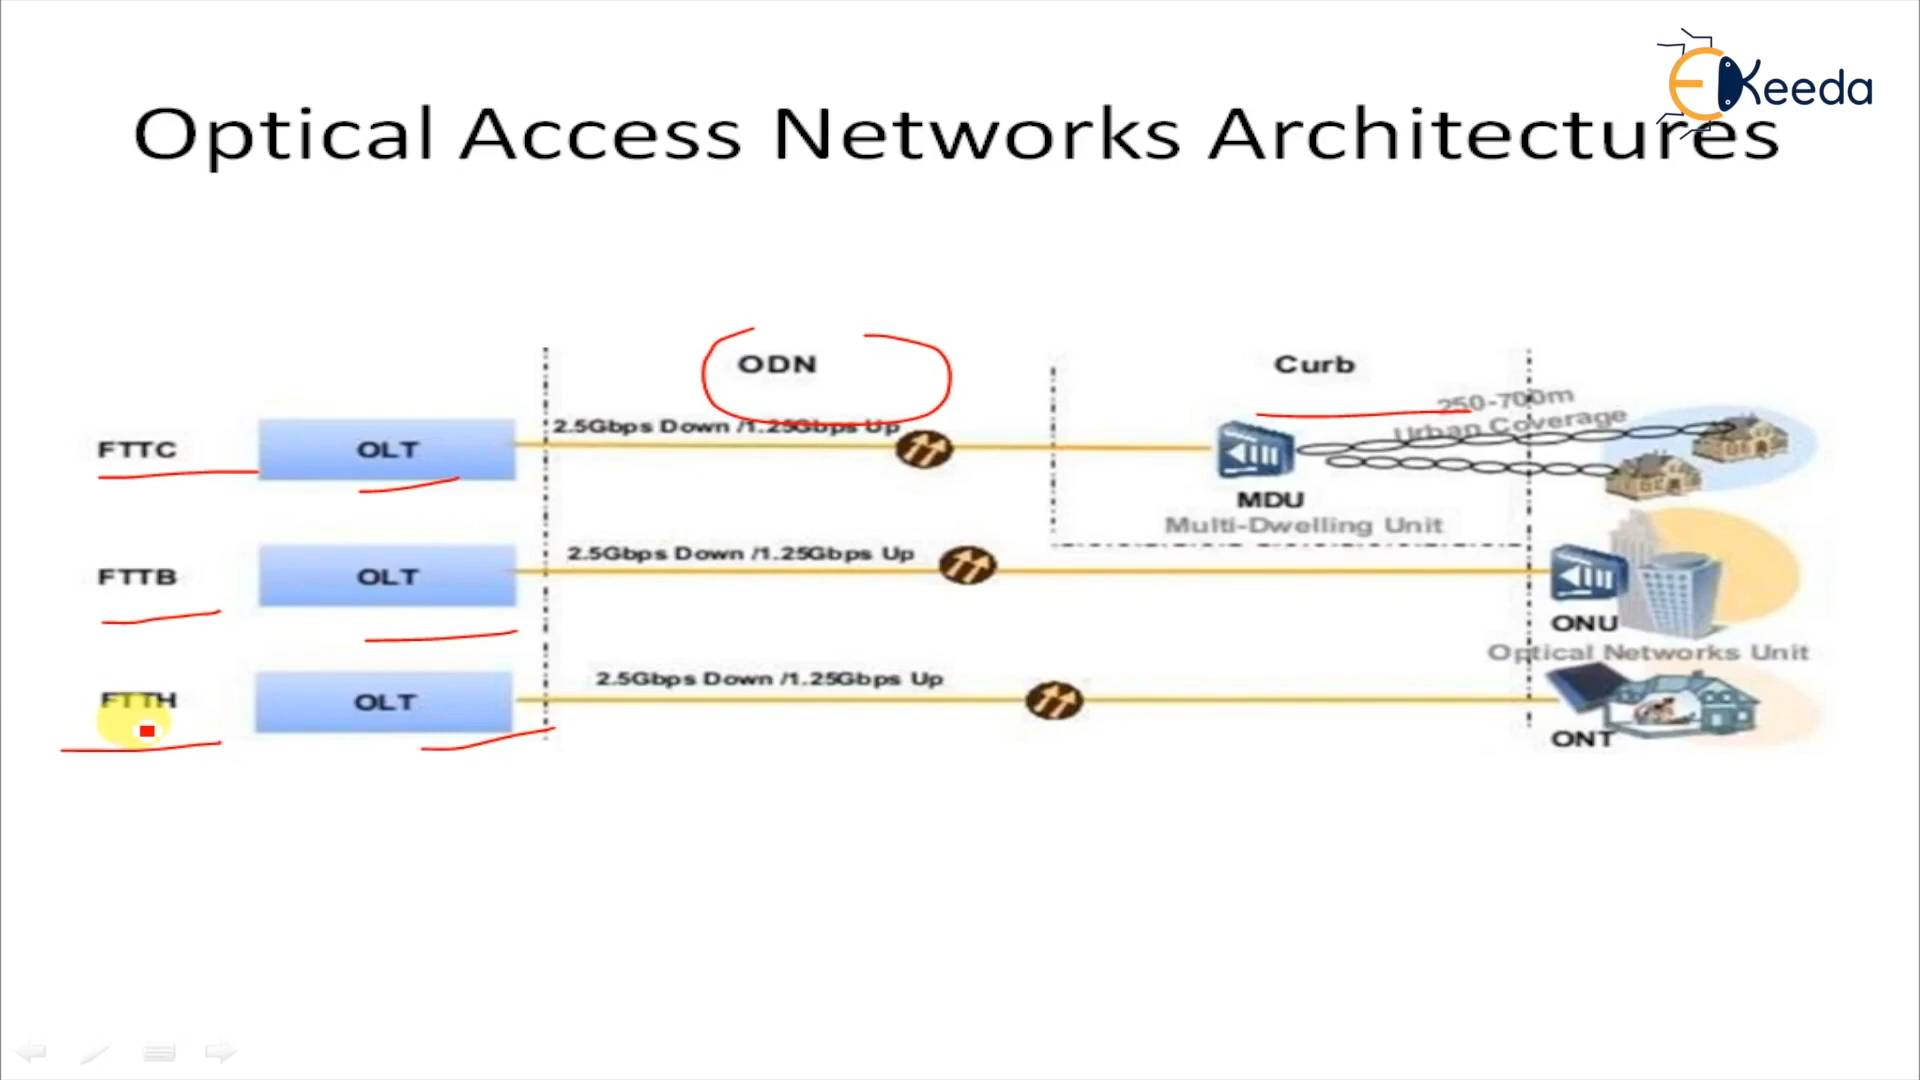 EKeeda
Optical Access Networks Architectures
ODN
Curb
250-700m
Urban Coverage
2.5Gbps Down /1.25Gbps Up
FTTC
OLT
MDU
Multi-Dwelling Unit
2.5Gbps Down /1.25Gbps Up
FTTB
OLT
ONU
Optical Networks Unit
2.5Gbps Down /1.25Gbps Up
FTTH
OLT
ONT